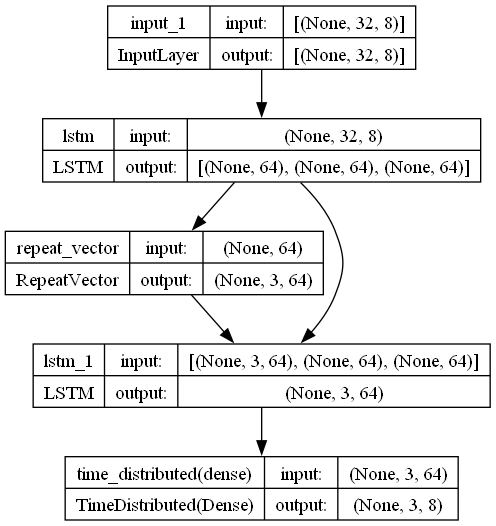 input_1 input: [(None, 32, 8)]
InputLayer output: [(None, 32, 8)]
lstm input: (None, 32, 8)
LSTM output: [(None, 64), (None, 64), (None, 64)]
repeat_vector input: (None, 64)
RepeatVector output: (None, 3, 64)
lstm_1 input: [(None, 3, 64), (None, 64), (None, 64)]
LSTM output: (None, 3, 64)
time_distributed(dense) input: (None, 3, 64)
TimeDistributed(Dense) output: (None, 3, 8)